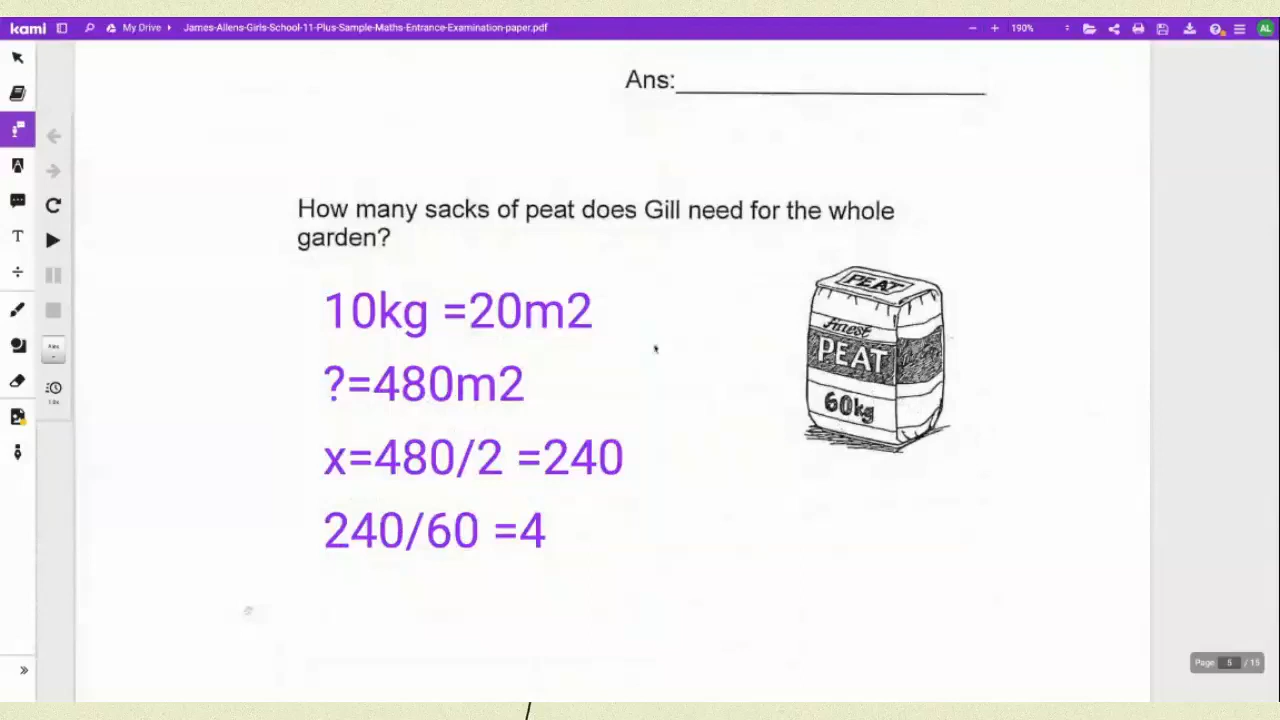 kami My Drive James-Allens-Girls-School-11-Plus-Sample-Maths-Entrance-Examination-paper.pdf 190% AL
Ans:
How many sacks of peat does Gill need for the whole
garden?
10kg =20m2
?=480m2
x=480/2 =240
240/60 =4
PEAT
Finest
PEAT
60kg
Page 5 / 15